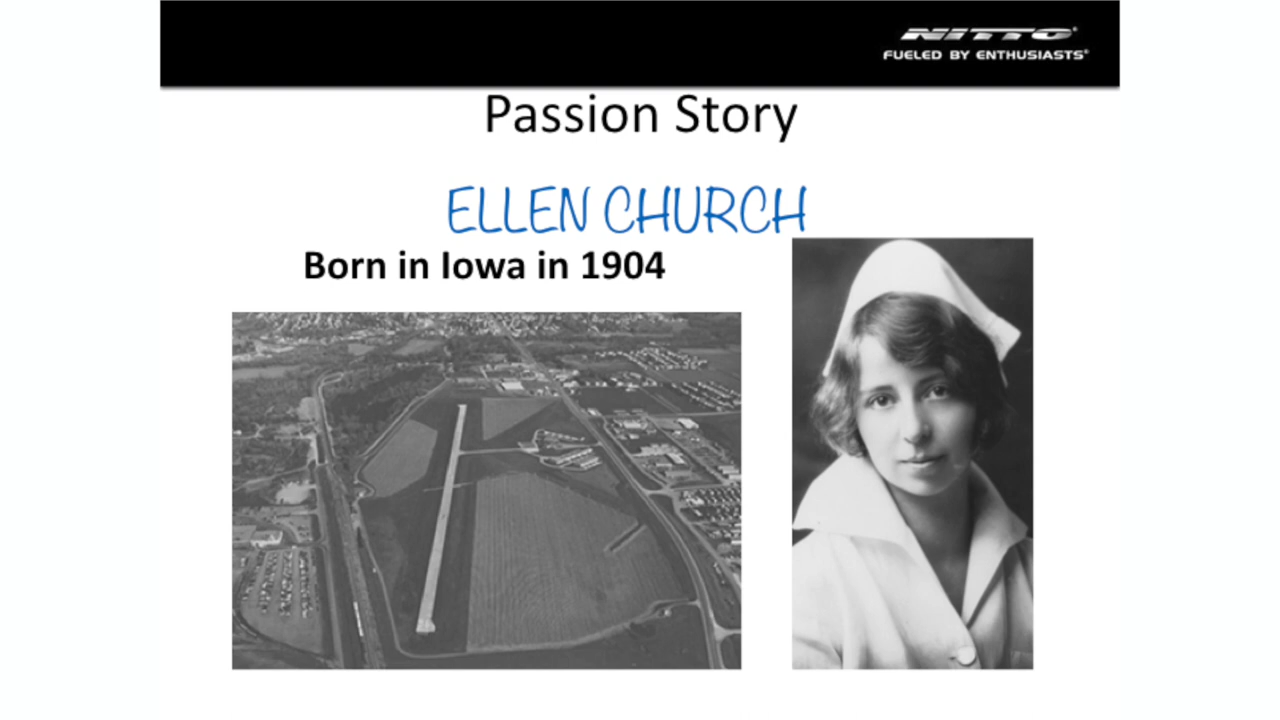 NITTO®
FUELED BY ENTHUSIASTS®
Passion Story
ELLEN CHURCH
Born in Iowa in 1904